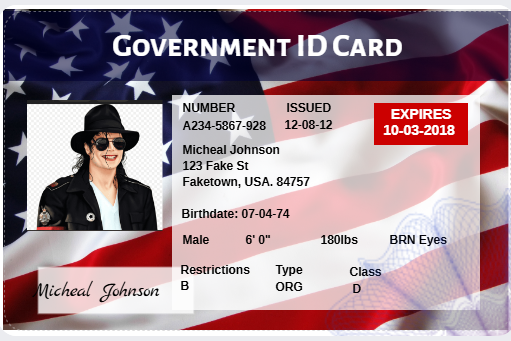 Government ID Card
NUMBER ISSUED
A234-5867-928 12-08-12
EXPIRES
10-03-2018
Micheal Johnson
123 Fake St
Faketown, USA. 84757
Birthdate: 07-04-74
Male 6' 0" 180lbs BRN Eyes
Restrictions Type Class
B ORG D
Micheal Johnson